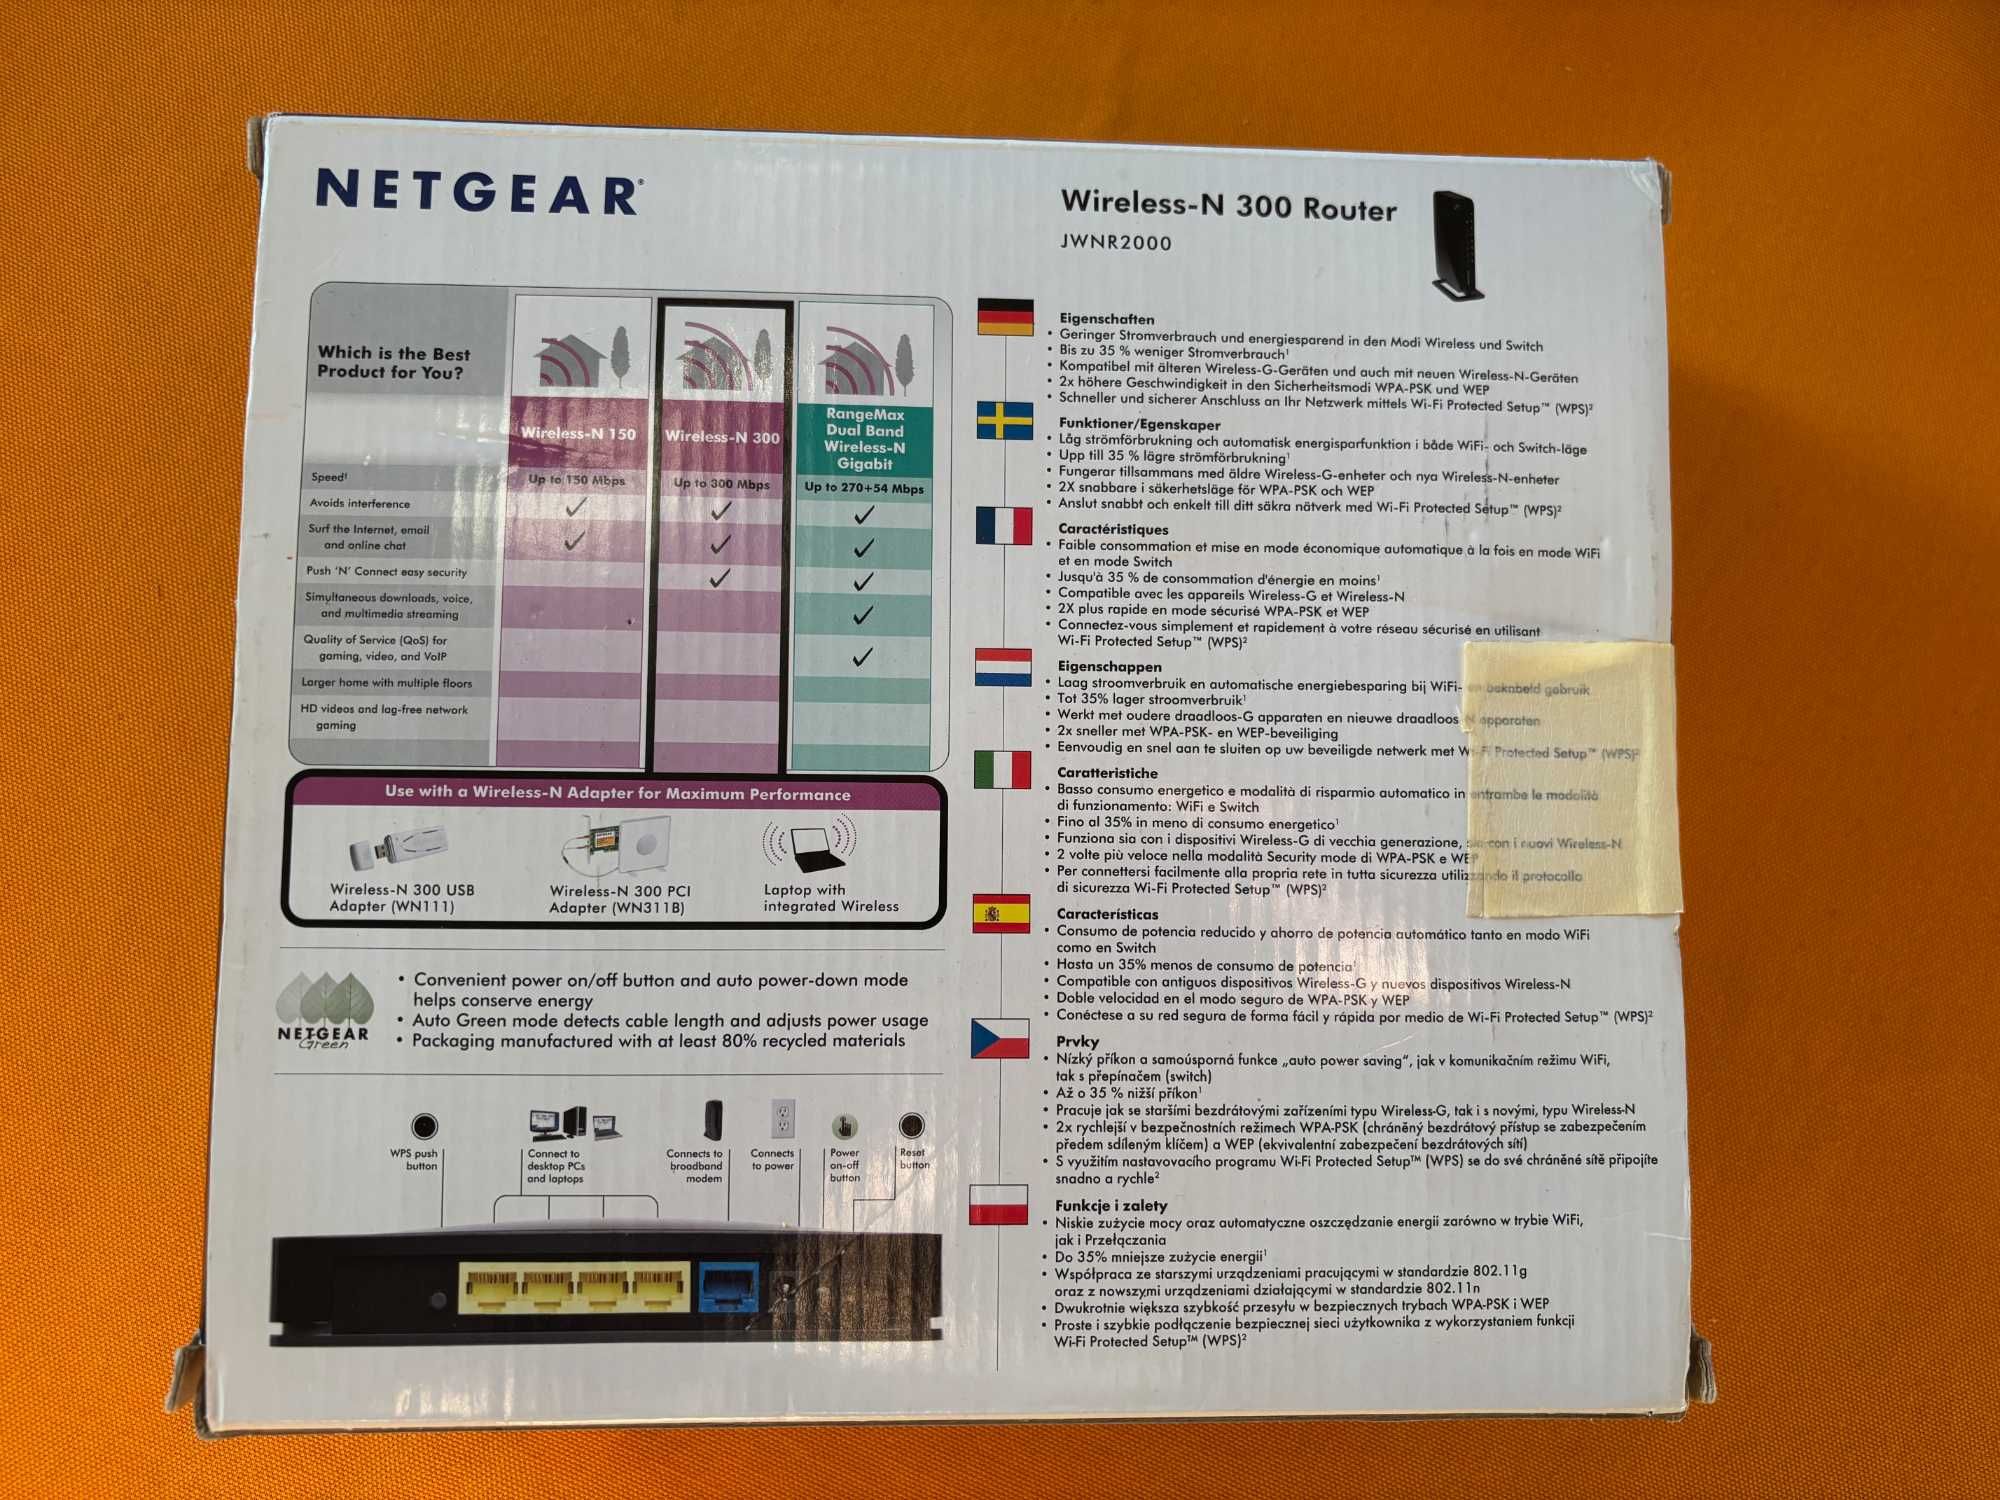 NETGEAR®
Wireless-N 300 Router
JWNR2000
Which is the Best
Product for You?
Wireless-N 150
Wireless-N 300
RangeMax
Dual Band
Wireless-N
Gigabit
Speed†
Up to 150 Mbps
Up to 300 Mbps
Up to 270+54 Mbps
Avoids interference
✓ ✓ ✓
Surf the Internet, email
and online chat
✓ ✓ ✓
Push 'N' Connect easy security
✓ ✓
Simultaneous downloads, voice,
and multimedia streaming
✓
Quality of Service (QoS) for
gaming, video, and VoIP
✓
Larger home with multiple floors
HD videos and lag-free network
gaming
Use with a Wireless-N Adapter for Maximum Performance
NETGEAR
Wireless-N 300 USB
Adapter (WN111)
Wireless-N 300 PCI
Adapter (WN311B)
Laptop with
integrated Wireless
NETGEAR
Green
• Convenient power on/off button and auto power-down mode
helps conserve energy
• Auto Green mode detects cable length and adjusts power usage
• Packaging manufactured with at least 80% recycled materials
WPS push
button
Connect to
desktop PCs
and laptops
Connects to
broadband
modem
Connects
to power
Power
on-off
button
Reset
button
Eigenschaften
• Geringer Stromverbrauch und energiesparend in den Modi Wireless und Switch
• Bis zu 35 % weniger Stromverbrauch¹
• Kompatibel mit älteren Wireless-G-Geräten und auch mit neuen Wireless-N-Geräten
• 2x höhere Geschwindigkeit in den Sicherheitsmodi WPA-PSK und WEP
• Schneller und sicherer Anschluss an Ihr Netzwerk mittels Wi-Fi Protected Setup™ (WPS)²
Funktioner/Egenskaper
• Låg strömförbrukning och automatisk energisparfunktion i både WiFi- och Switch-läge
• Upp till 35 % lägre strömförbrukning¹
• Fungerar tillsammans med äldre Wireless-G-enheter och nya Wireless-N-enheter
• 2X snabbare i säkerhetsläge för WPA-PSK och WEP
• Anslut snabbt och enkelt till ditt säkra nätverk med Wi-Fi Protected Setup™ (WPS)²
Caractéristiques
• Faible consommation et mise en mode économique automatique à la fois en mode WiFi
et en mode Switch
• Jusqu'à 35 % de consommation d'énergie en moins¹
• Compatible avec les appareils Wireless-G et Wireless-N
• 2X plus rapide en mode sécurisé WPA-PSK et WEP
• Connectez-vous simplement et rapidement à votre réseau sécurisé en utilisant
Wi-Fi Protected Setup™ (WPS)²
Eigenschappen
• Laag stroomverbruik en automatische energiebesparing bij WiFi- en bekabeld gebruik
• Tot 35% lager stroomverbruik¹
• Werkt met oudere draadloos-G apparaten en nieuwe draadloos N apparaten
• 2x sneller met WPA-PSK- en WEP-beveiliging
• Eenvoudig en snel aan te sluiten op uw beveiligde netwerk met Wi-Fi Protected Setup™ (WPS)²
Caratteristiche
• Basso consumo energetico e modalità di risparmio automatico in entrambe le modalità
di funzionamento: WiFi e Switch
• Fino al 35% in meno di consumo energetico¹
• Funziona sia con i dispositivi Wireless-G di vecchia generazione, sia con i nuovi Wireless-N
• 2 volte più veloce nella modalità Security mode di WPA-PSK e WEP
• Per connettersi facilmente alla propria rete in tutta sicurezza utilizzando il protocollo
di sicurezza Wi-Fi Protected Setup™ (WPS)²
Características
• Consumo de potencia reducido y ahorro de potencia automático tanto en modo WiFi
como en Switch
• Hasta un 35% menos de consumo de potencia¹
• Compatible con antiguos dispositivos Wireless-G y nuevos dispositivos Wireless-N
• Doble velocidad en el modo seguro de WPA-PSK y WEP
• Conéctese a su red segura de forma fácil y rápida por medio de Wi-Fi Protected Setup™ (WPS)²
Prvky
• Nízký příkon a samoúsporná funkce „auto power saving“, jak v komunikačním režimu WiFi,
tak s přepínačem (switch)
• Až o 35 % nižší příkon¹
• Pracuje jak se staršími bezdrátovými zařízeními typu Wireless-G, tak i s novými, typu Wireless-N
• 2x rychlejší v bezpečnostních režimech WPA-PSK (chráněný bezdrátový přístup se zabezpečením
předem sdíleným klíčem) a WEP (ekvivalentní zabezpečení bezdrátových sítí)
• S využitím nastavovacího programu Wi-Fi Protected Setup™ (WPS) se do své chráněné sítě připojíte
snadno a rychle²
Funkcje i zalety
• Niskie zużycie mocy oraz automatyczne oszczędzanie energii zarówno w trybie WiFi,
jak i Przełączania
• Do 35% mniejsze zużycie energii¹
• Współpraca ze starszymi urządzeniami pracującymi w standardzie 802.11g
oraz z nowszymi urządzeniami działającymi w standardzie 802.11n
• Dwukrotnie większa szybkość przesyłu w bezpiecznych trybach WPA-PSK i WEP
• Proste i szybkie podłączenie bezpiecznej sieci użytkownika z wykorzystaniem funkcji
Wi-Fi Protected Setup™ (WPS)²